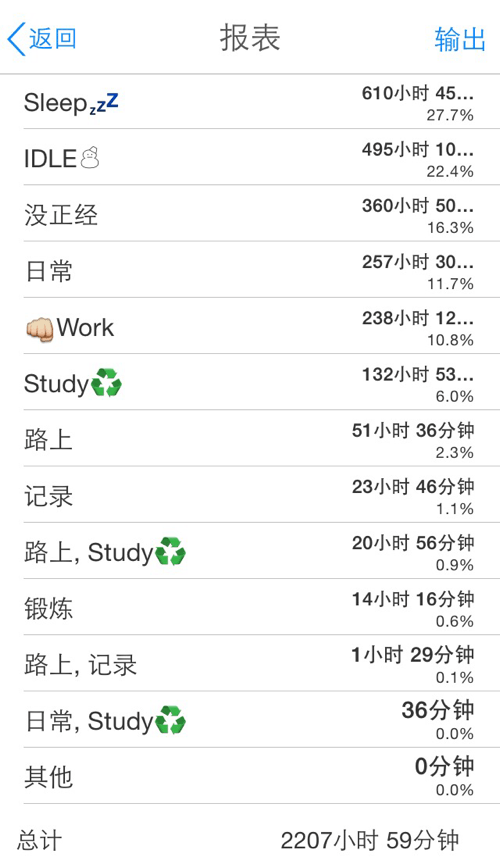 返回
报表
输出
Sleep💤
610小时 45...
27.7%
IDLE☃
495小时 10...
22.4%
没正经
360小时 50...
16.3%
日常
257小时 30...
11.7%
👊Work
238小时 12...
10.8%
Study♻
132小时 53...
6.0%
路上
51小时 36分钟
2.3%
记录
23小时 46分钟
1.1%
路上, Study♻
20小时 56分钟
0.9%
锻炼
14小时 16分钟
0.6%
路上, 记录
1小时 29分钟
0.1%
日常, Study♻
36分钟
0.0%
其他
0分钟
0.0%
总计
2207小时 59分钟